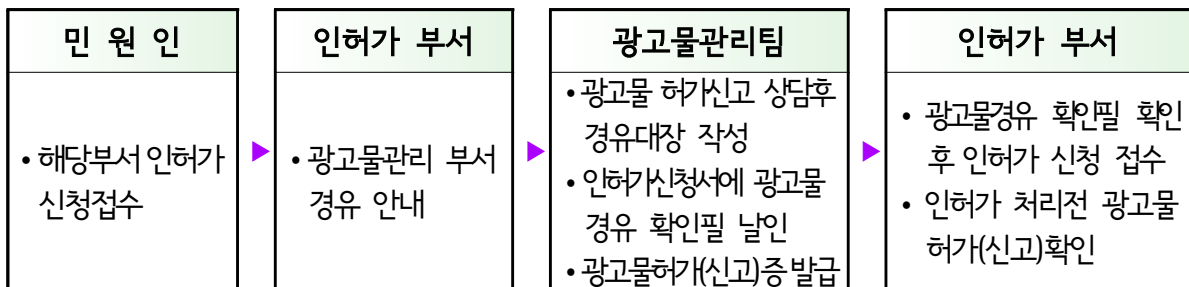 민 원 인
• 해당부서 인허가
신청접수
인허가 부서
• 광고물관리 부서
경유 안내
광고물관리팀
• 광고물 허가신고 상담후
경유대장 작성
• 인허가신청서에 광고물
경유 확인필 날인
• 광고물허가(신고)증 발급
인허가 부서
• 광고물경유 확인필 확인
후 인허가 신청 접수
• 인허가 처리전 광고물
허가(신고)확인